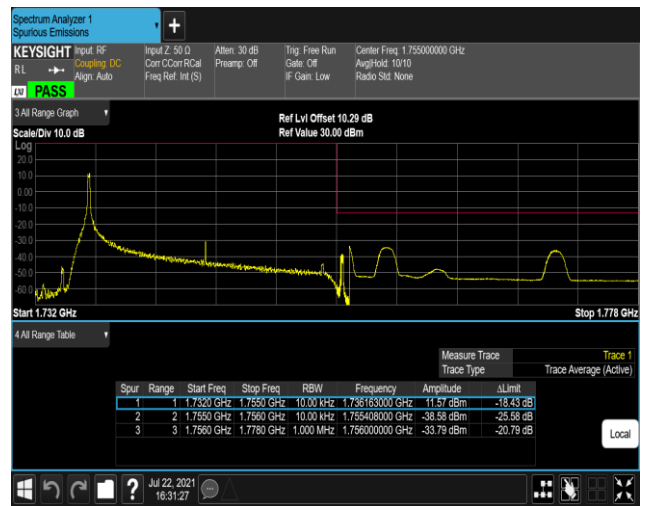 Spectrum Analyzer 1
Spurious Emissions
+
KEYSIGHT Input: RF Input Z: 50 Ω Atten: 30 dB Trig: Free Run Center Freq: 1.755000000 GHz
RL Coupling: DC Corr CCorr RCal Preamp: Off Gate: Off Avg|Hold: 10/10
Align: Auto Freq Ref: Int (S) IF Gain: Low Radio Std: None
LXI PASS
3 All Range Graph
Ref Lvl Offset 10.29 dB
Scale/Div 10.0 dB Ref Value 30.00 dBm
Log
20.0
10.0
0.00
-10.0
-20.0
-30.0
-40.0
-50.0
-60.0
Start 1.732 GHz Stop 1.778 GHz
4 All Range Table
Measure Trace Trace 1
Trace Type Trace Average (Active)
Spur Range Start Freq Stop Freq RBW Frequency Amplitude ΔLimit
1 1 1.7320 GHz 1.7550 GHz 10.00 kHz 1.736163000 GHz 11.57 dBm -18.43 dB
2 2 1.7550 GHz 1.7560 GHz 10.00 kHz 1.755408000 GHz -38.58 dBm -25.58 dB
3 3 1.7560 GHz 1.7780 GHz 1.000 MHz 1.756000000 GHz -33.79 dBm -20.79 dB
Local
? Jul 22, 2021
16:31:27